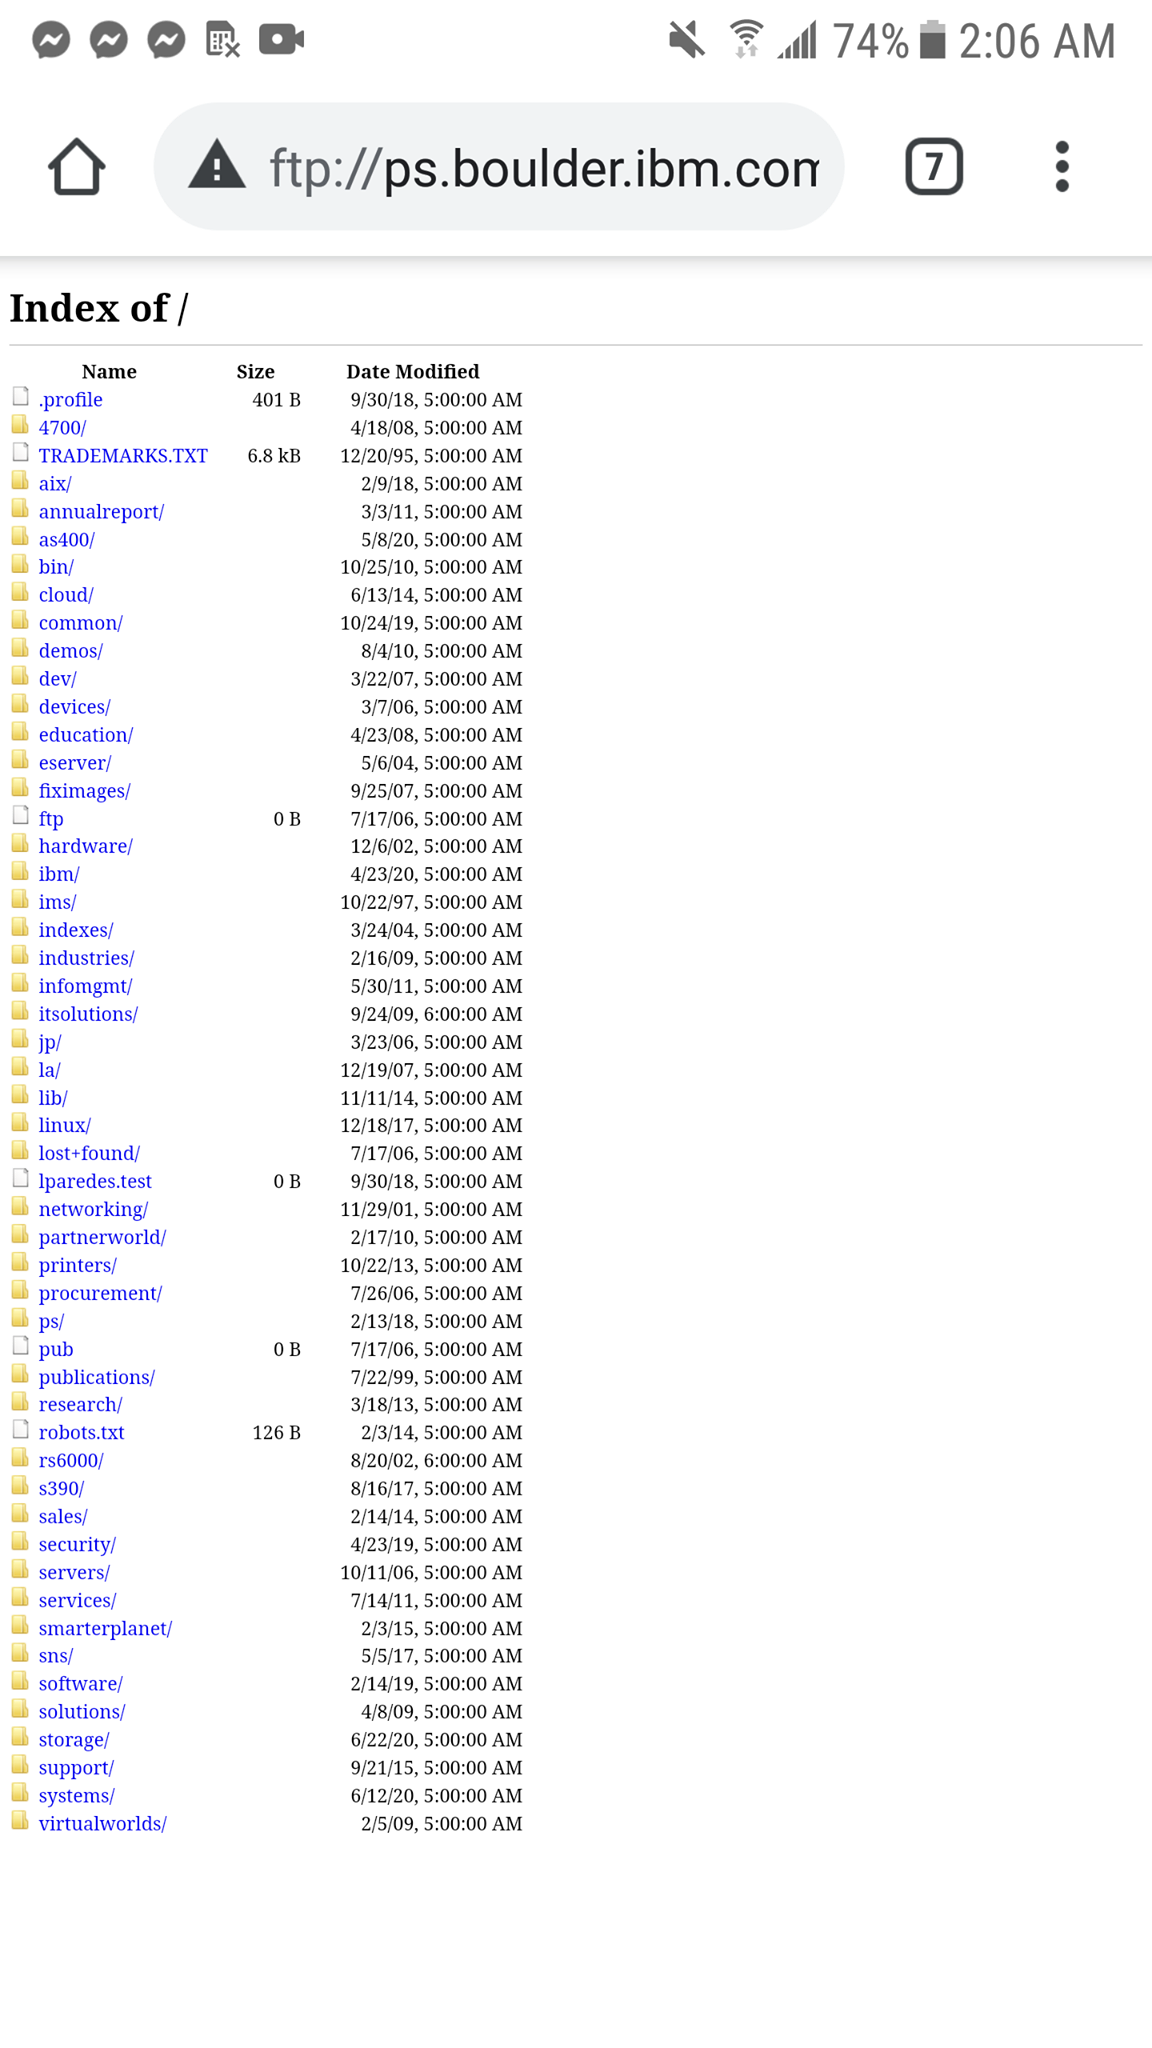 74% 2:06 AM
ftp://ps.boulder.ibm.com 7
Index of /
Name Size Date Modified
.profile 401 B 9/30/18, 5:00:00 AM
4700/ 4/18/08, 5:00:00 AM
TRADEMARKS.TXT 6.8 kB 12/20/95, 5:00:00 AM
aix/ 2/9/18, 5:00:00 AM
annualreport/ 3/3/11, 5:00:00 AM
as400/ 5/8/20, 5:00:00 AM
bin/ 10/25/10, 5:00:00 AM
cloud/ 6/13/14, 5:00:00 AM
common/ 10/24/19, 5:00:00 AM
demos/ 8/4/10, 5:00:00 AM
dev/ 3/22/07, 5:00:00 AM
devices/ 3/7/06, 5:00:00 AM
education/ 4/23/08, 5:00:00 AM
eserver/ 5/6/04, 5:00:00 AM
fiximages/ 9/25/07, 5:00:00 AM
ftp 0 B 7/17/06, 5:00:00 AM
hardware/ 12/6/02, 5:00:00 AM
ibm/ 4/23/20, 5:00:00 AM
ims/ 10/22/97, 5:00:00 AM
indexes/ 3/24/04, 5:00:00 AM
industries/ 2/16/09, 5:00:00 AM
infomgmt/ 5/30/11, 5:00:00 AM
itsolutions/ 9/24/09, 6:00:00 AM
jp/ 3/23/06, 5:00:00 AM
la/ 12/19/07, 5:00:00 AM
lib/ 11/11/14, 5:00:00 AM
linux/ 12/18/17, 5:00:00 AM
lost+found/ 7/17/06, 5:00:00 AM
lparedes.test 0 B 9/30/18, 5:00:00 AM
networking/ 11/29/01, 5:00:00 AM
partnerworld/ 2/17/10, 5:00:00 AM
printers/ 10/22/13, 5:00:00 AM
procurement/ 7/26/06, 5:00:00 AM
ps/ 2/13/18, 5:00:00 AM
pub 0 B 7/17/06, 5:00:00 AM
publications/ 7/22/99, 5:00:00 AM
research/ 3/18/13, 5:00:00 AM
robots.txt 126 B 2/3/14, 5:00:00 AM
rs6000/ 8/20/02, 6:00:00 AM
s390/ 8/16/17, 5:00:00 AM
sales/ 2/14/14, 5:00:00 AM
security/ 4/23/19, 5:00:00 AM
servers/ 10/11/06, 5:00:00 AM
services/ 7/14/11, 5:00:00 AM
smarterplanet/ 2/3/15, 5:00:00 AM
sns/ 5/5/17, 5:00:00 AM
software/ 2/14/19, 5:00:00 AM
solutions/ 4/8/09, 5:00:00 AM
storage/ 6/22/20, 5:00:00 AM
support/ 9/21/15, 5:00:00 AM
systems/ 6/12/20, 5:00:00 AM
virtualworlds/ 2/5/09, 5:00:00 AM